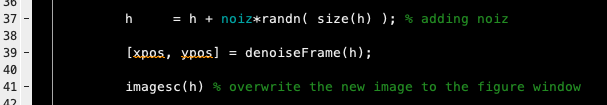 36
37 - h     = h + noiz*randn( size(h) ); % adding noiz
38
39 - [xpos, ypos] = denoiseFrame(h);
40
41 - imagesc(h) % overwrite the new image to the figure window
42